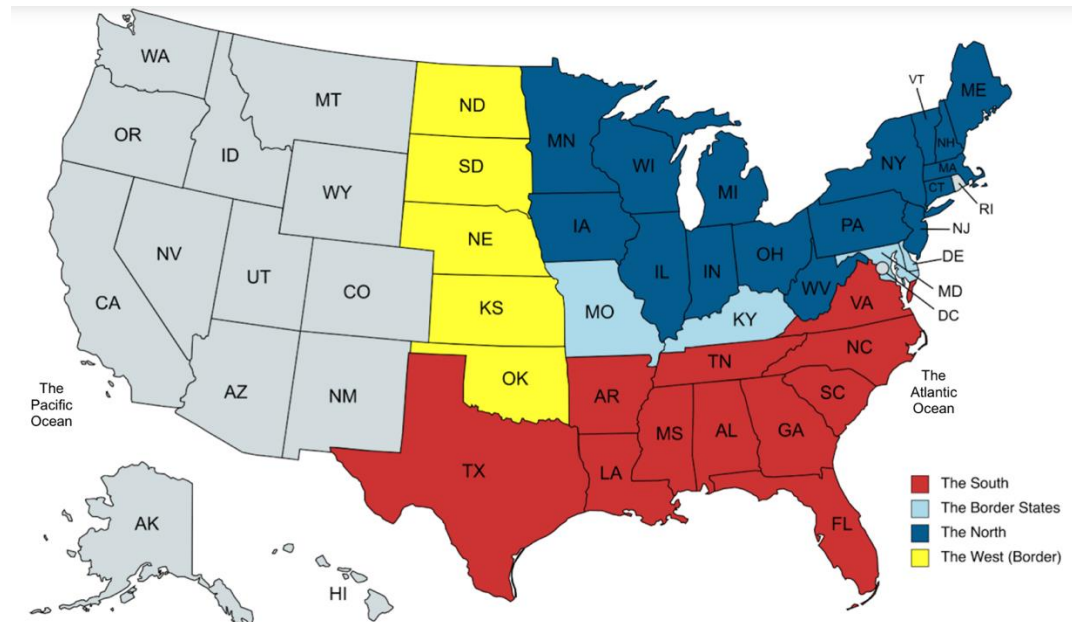 WA
MT
ND
MN
VT
ME
OR
ID
SD
WI
MI
NY
NH
MA
CT
RI
WY
NE
IA
PA
NJ
NV
UT
CO
KS
IL
IN
OH
DE
CA
MO
KY
WV
VA
MD
DC
AZ
NM
OK
TN
NC
AR
SC
The
Pacific
Ocean
The
Atlantic
Ocean
TX
LA
MS
AL
GA
FL
AK
HI
The South
The Border States
The North
The West (Border)